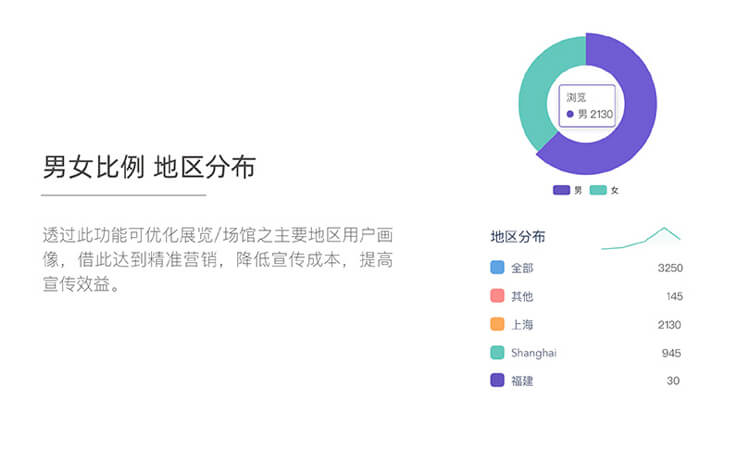 男女比例 地区分布
透过此功能可优化展览/场馆之主要地区用户画
像，借此达到精准营销，降低宣传成本，提高
宣传效益。
浏览
男 2130
男 女
地区分布
全部 3250
其他 145
上海 2130
Shanghai 945
福建 30